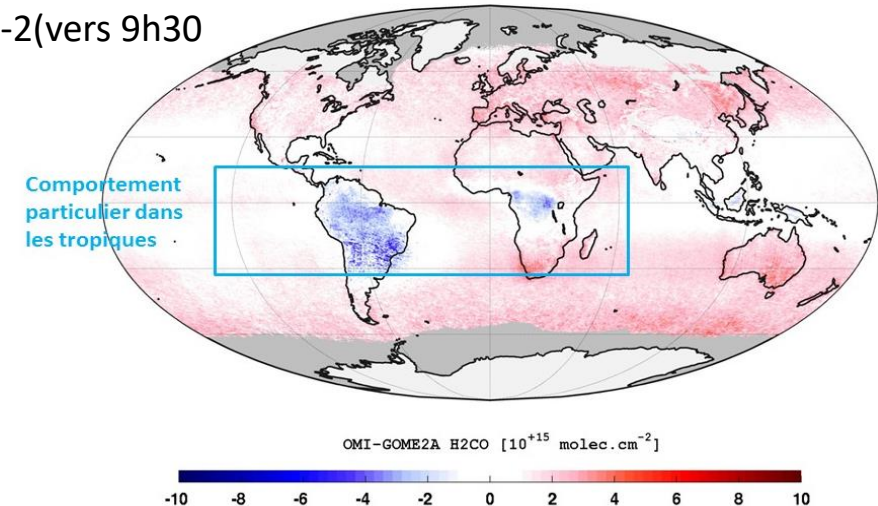 -2(vers 9h30
Comportement
particulier dans
les tropiques
OMI-GOME2A H2CO [10⁺¹⁵ molec.cm⁻²]
-10 -8 -6 -4 -2 0 2 4 6 8 10